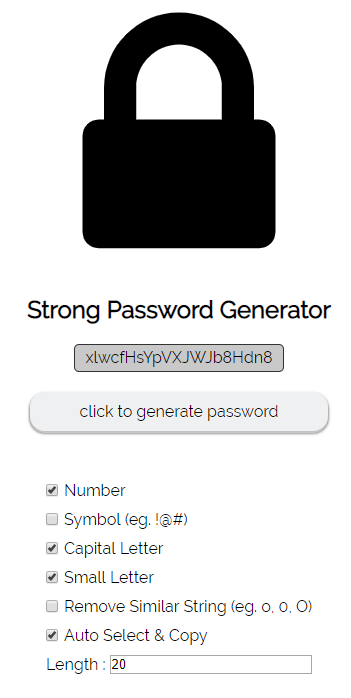 Strong Password Generator
xlwcfHsYpVXJWJb8Hdn8
click to generate password
Number
Symbol (eg. !@#)
Capital Letter
Small Letter
Remove Similar String (eg. o, 0, O)
Auto Select & Copy
Length : 20